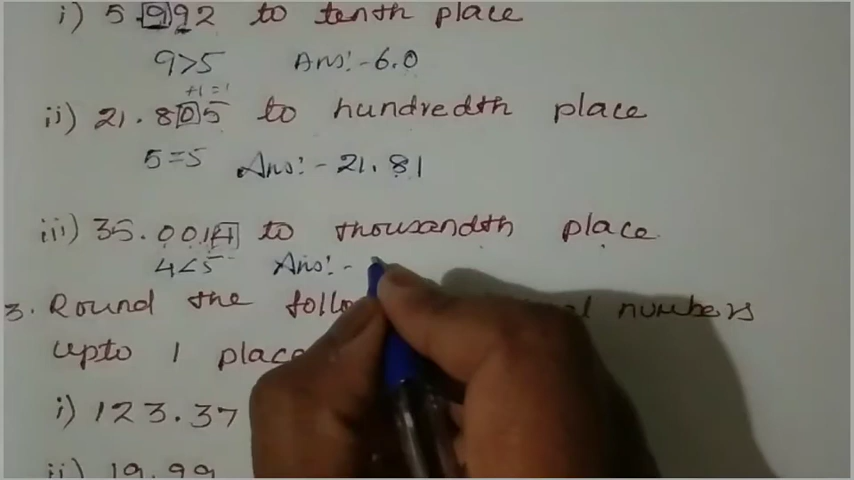 i) 5.992 to tenth place
9>5 Ans:-6.0
+1=1
ii) 21.805 to hundredth place
5=5 Ans:-21.81
iii) 35.0014 to thousandth place
4<5 Ans:-
3. Round the numbers
upto 1
i) 123.37
ii) 19.99